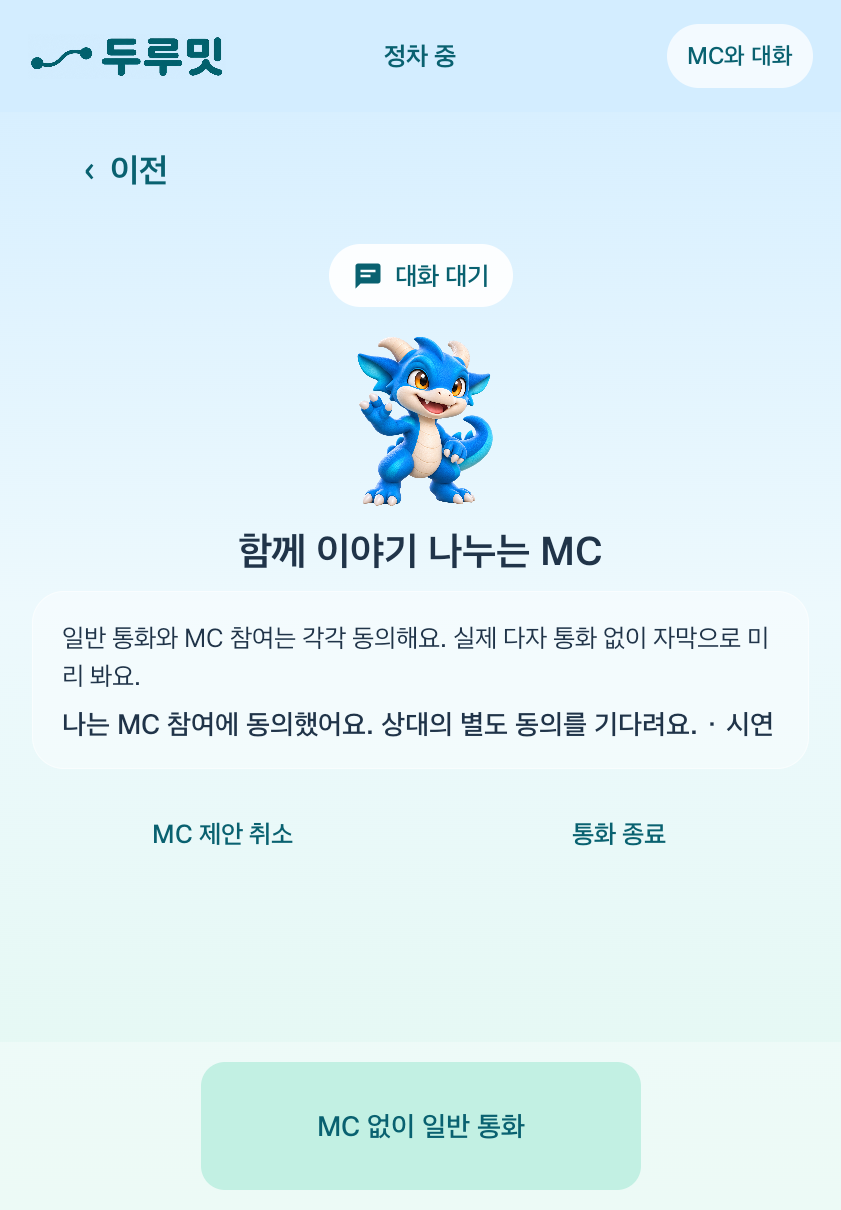 두루밋
정차 중
MC와 대화
‹ 이전
대화 대기
함께 이야기 나누는 MC
일반 통화와 MC 참여는 각각 동의해요. 실제 다자 통화 없이 자막으로 미
리 봐요.
나는 MC 참여에 동의했어요. 상대의 별도 동의를 기다려요. · 시연
MC 제안 취소
통화 종료
MC 없이 일반 통화